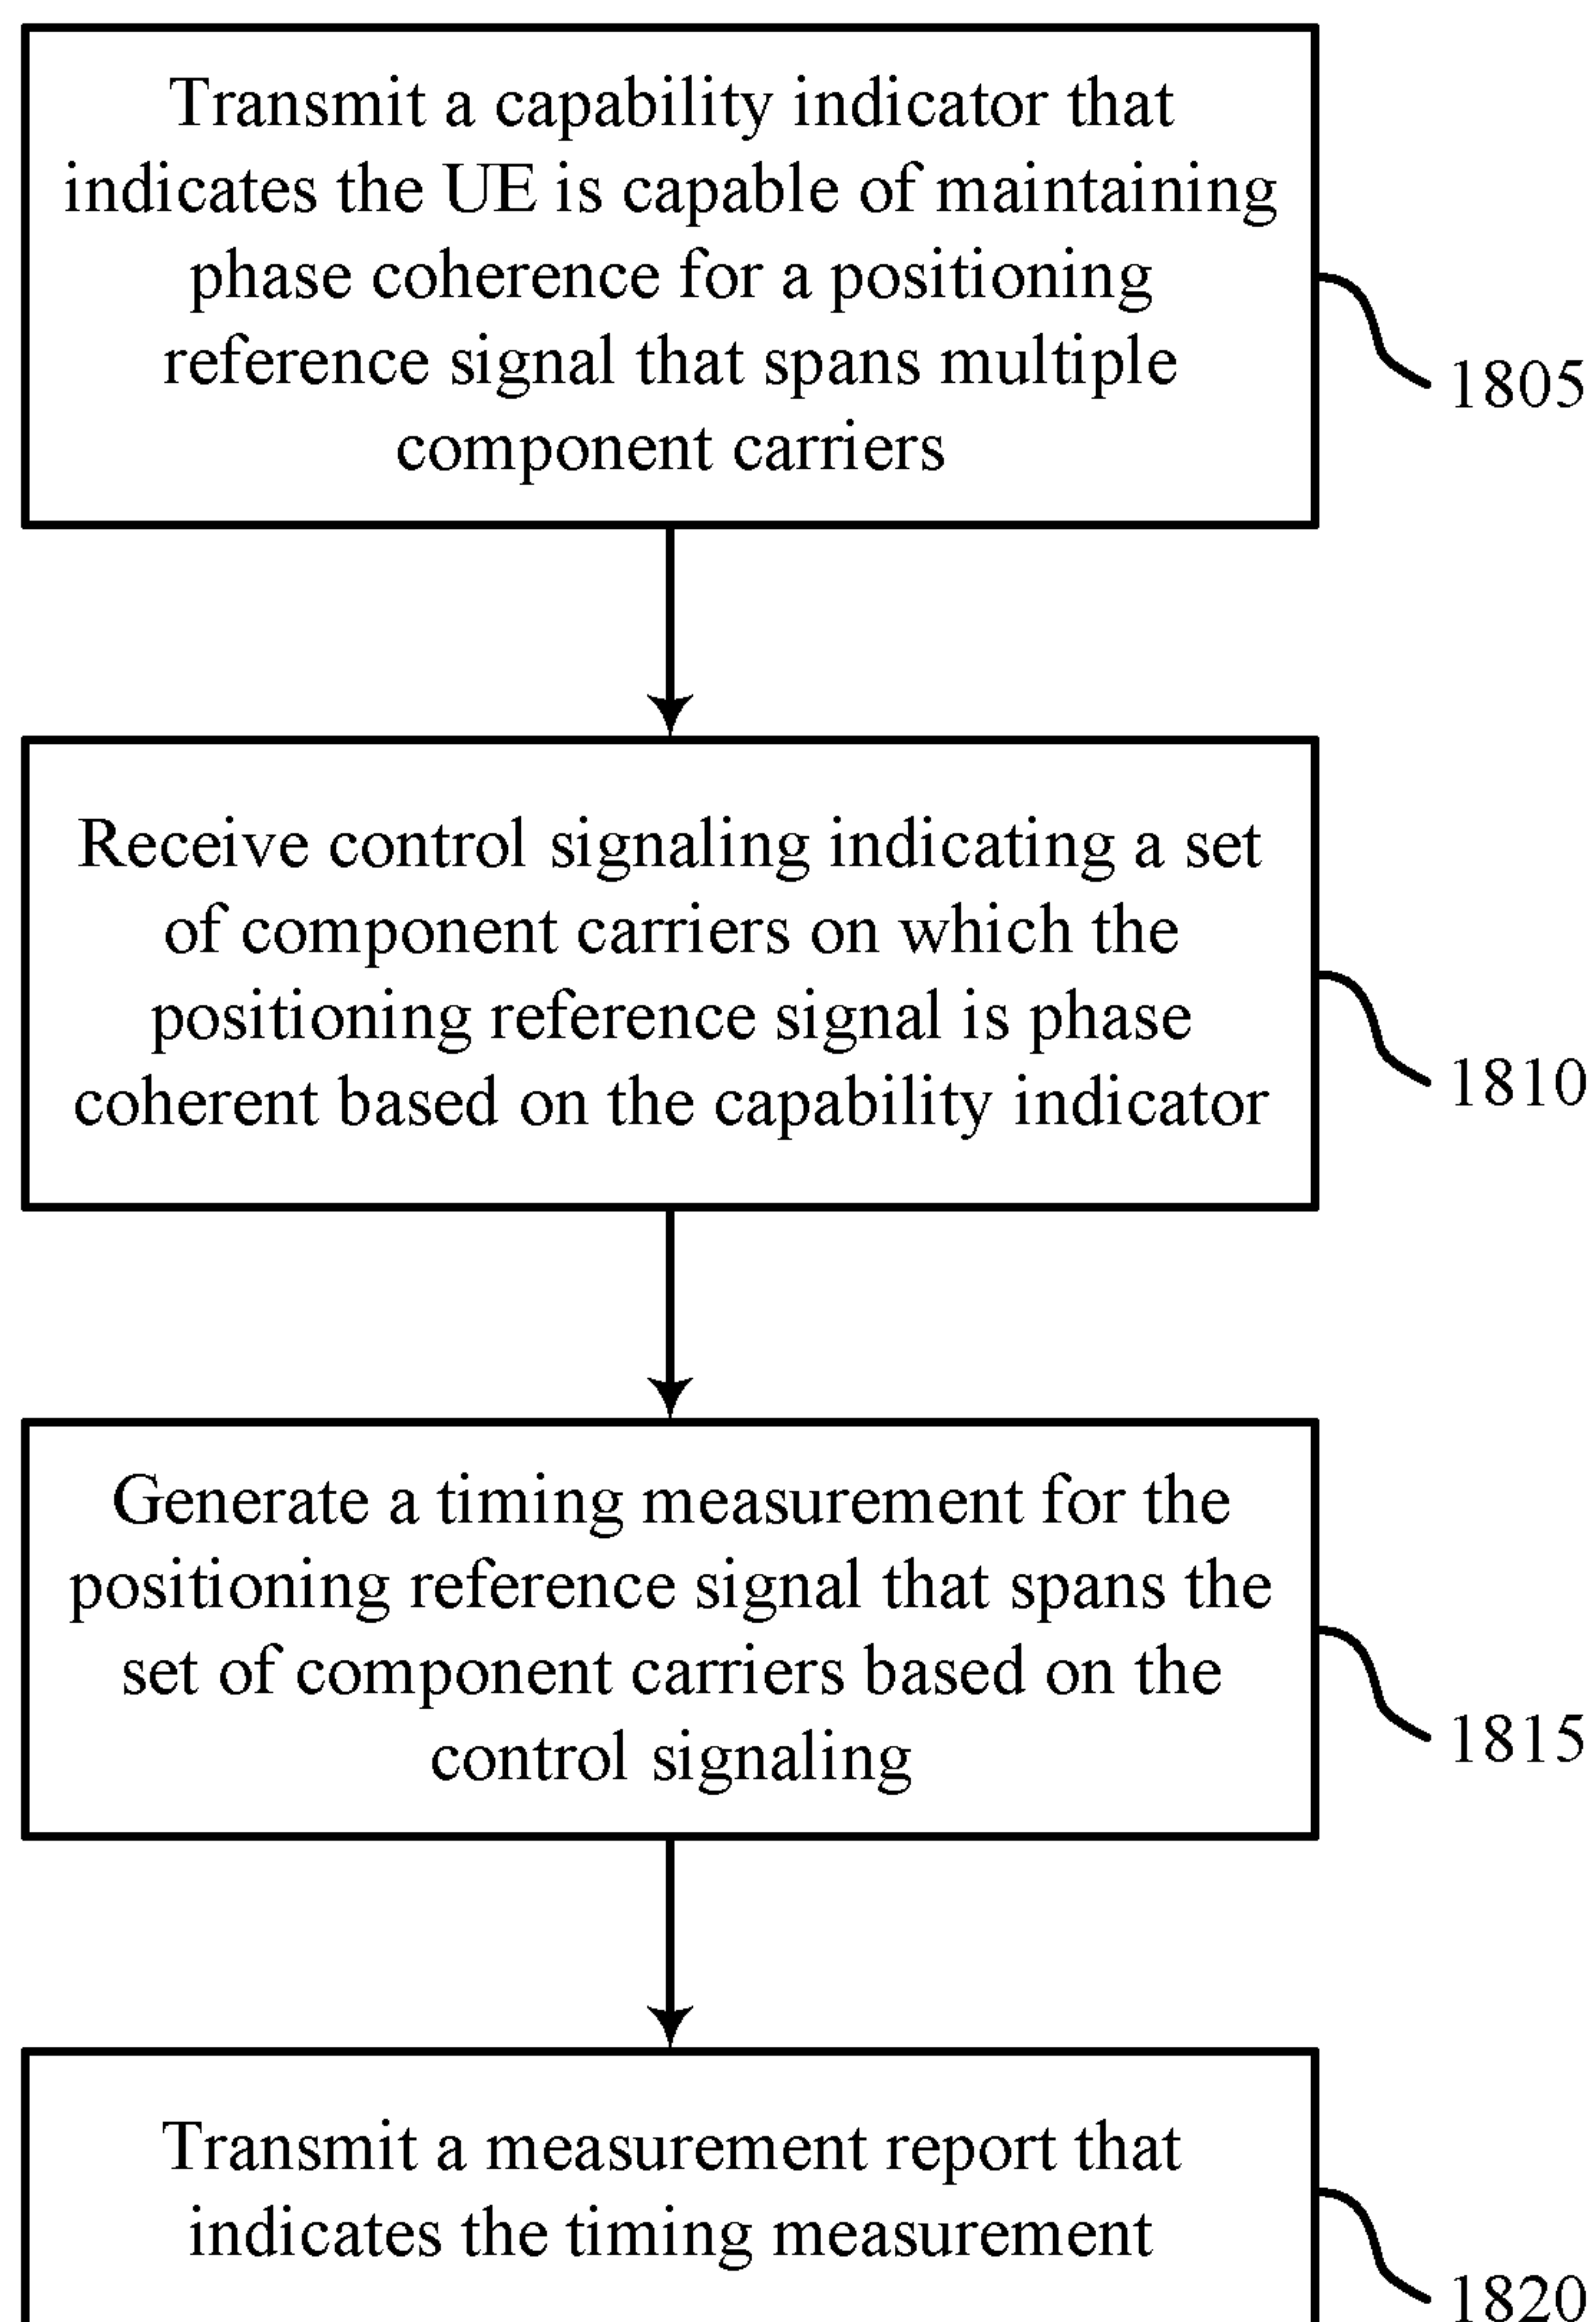 Transmit a capability indicator that
indicates the UE is capable of maintaining
phase coherence for a positioning
reference signal that spans multiple
component carriers
1805
Receive control signaling indicating a set
of component carriers on which the
positioning reference signal is phase
coherent based on the capability indicator
1810
Generate a timing measurement for the
positioning reference signal that spans the
set of component carriers based on the
control signaling
1815
Transmit a measurement report that
indicates the timing measurement
1820